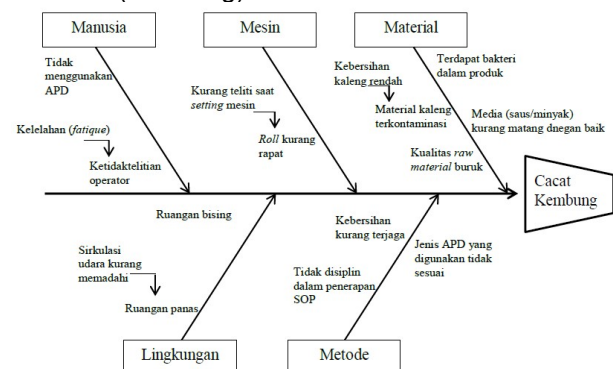 Manusia
Mesin
Material
Tidak
menggunakan
APD
Kelelahan (fatique)
Ketidaktelitian
operator
Kurang teliti saat
setting mesin
Roll kurang
rapat
Kebersihan
kaleng rendah
Material kaleng
terkontaminasi
Terdapat bakteri
dalam produk
Media (saus/minyak)
kurang matang dnegan baik
Kualitas raw
material buruk
Cacat
Kembung
Ruangan bising
Sirkulasi
udara kurang
memadahi
Ruangan panas
Kebersihan
kurang terjaga
Tidak disiplin
dalam penerapan
SOP
Jenis APD yang
digunakan tidak
sesuai
Lingkungan
Metode